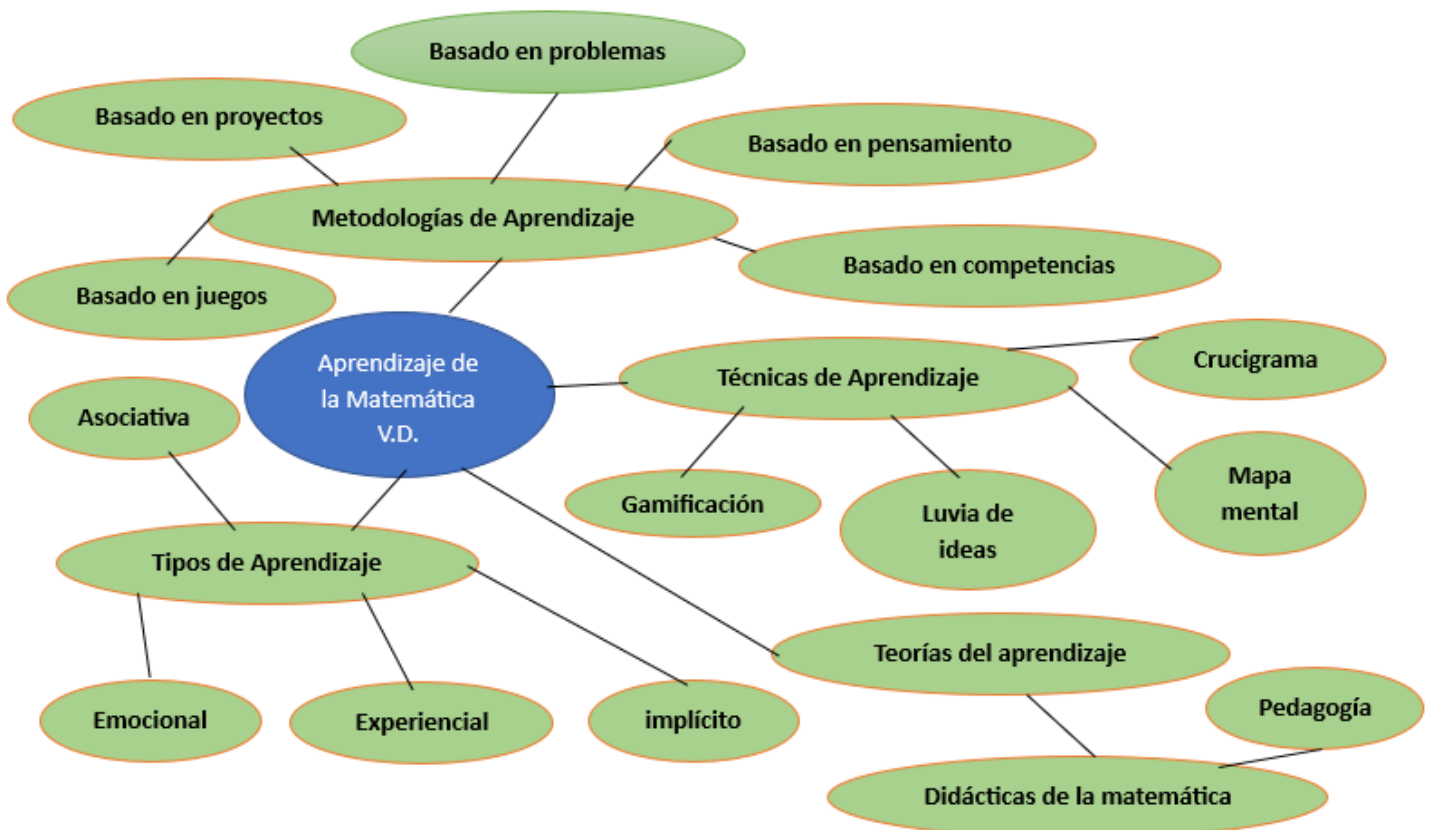 Basado en problemas
Basado en proyectos
Basado en pensamiento
Metodologías de Aprendizaje
Basado en competencias
Basado en juegos
Aprendizaje de
la Matemática
V.D.
Técnicas de Aprendizaje
Crucigrama
Asociativa
Gamificación
Luvia de
ideas
Mapa
mental
Tipos de Aprendizaje
Emocional
Experiencial
implícito
Teorías del aprendizaje
Pedagogía
Didácticas de la matemática